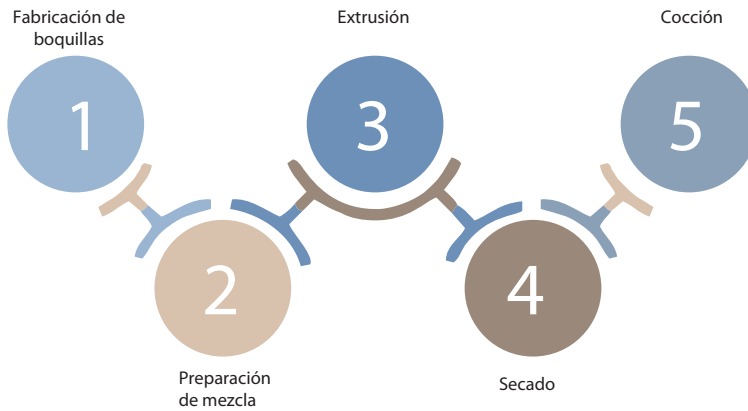 Fabricación de
boquillas
1
Preparación
de mezcla
2
Extrusión
3
Secado
4
Cocción
5